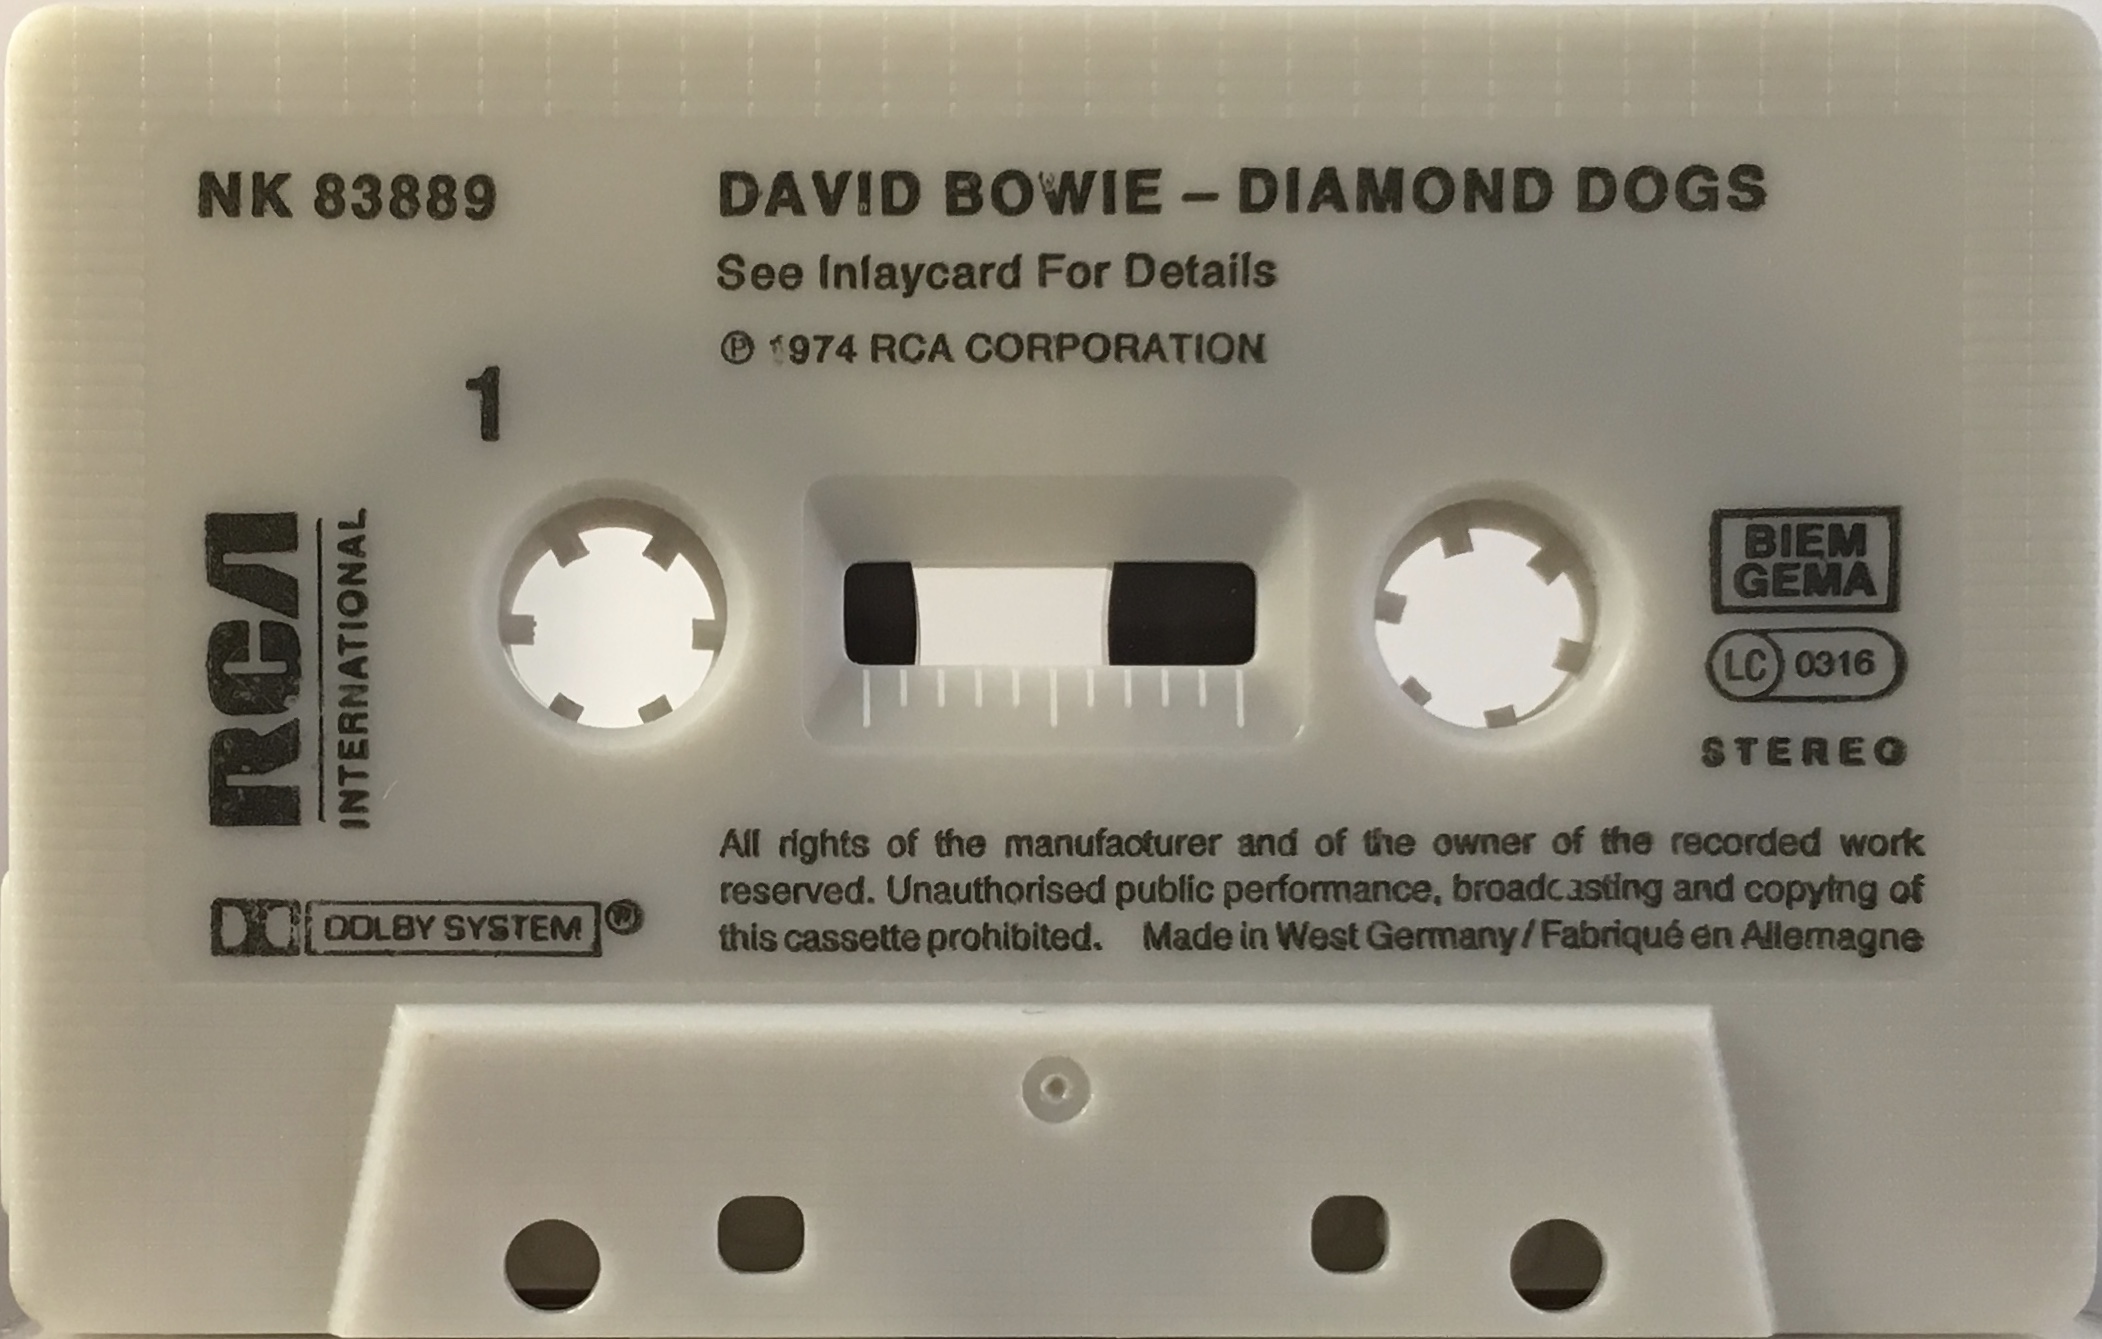 NK 83889
DAVID BOWIE – DIAMOND DOGS
See Inlaycard For Details
℗ 1974 RCA CORPORATION
1
RCA
INTERNATIONAL
BIEM
GEMA
LC 0316
STEREO
All rights of the manufacturer and of the owner of the recorded work
reserved. Unauthorised public performance, broadcasting and copying of
this cassette prohibited. Made in West Germany / Fabriqué en Allemagne
DOLBY SYSTEM